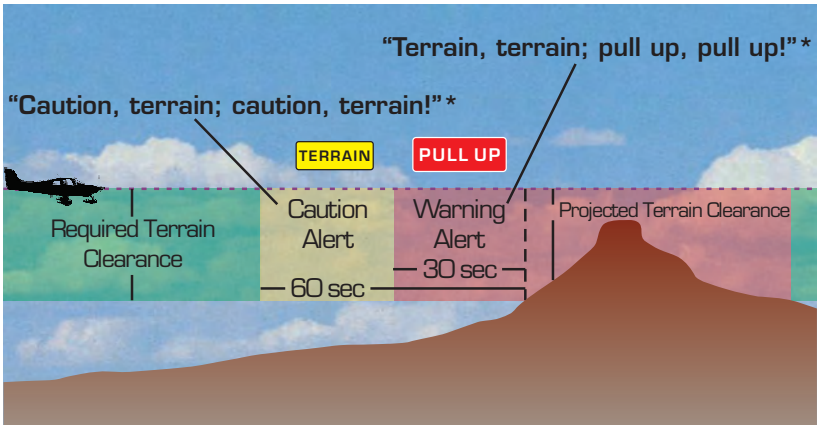 “Terrain, terrain; pull up, pull up!”*
“Caution, terrain; caution, terrain!”*
TERRAIN
PULL UP
Required Terrain
Clearance
Caution
Alert
Warning
Alert
Projected Terrain Clearance
30 sec
60 sec